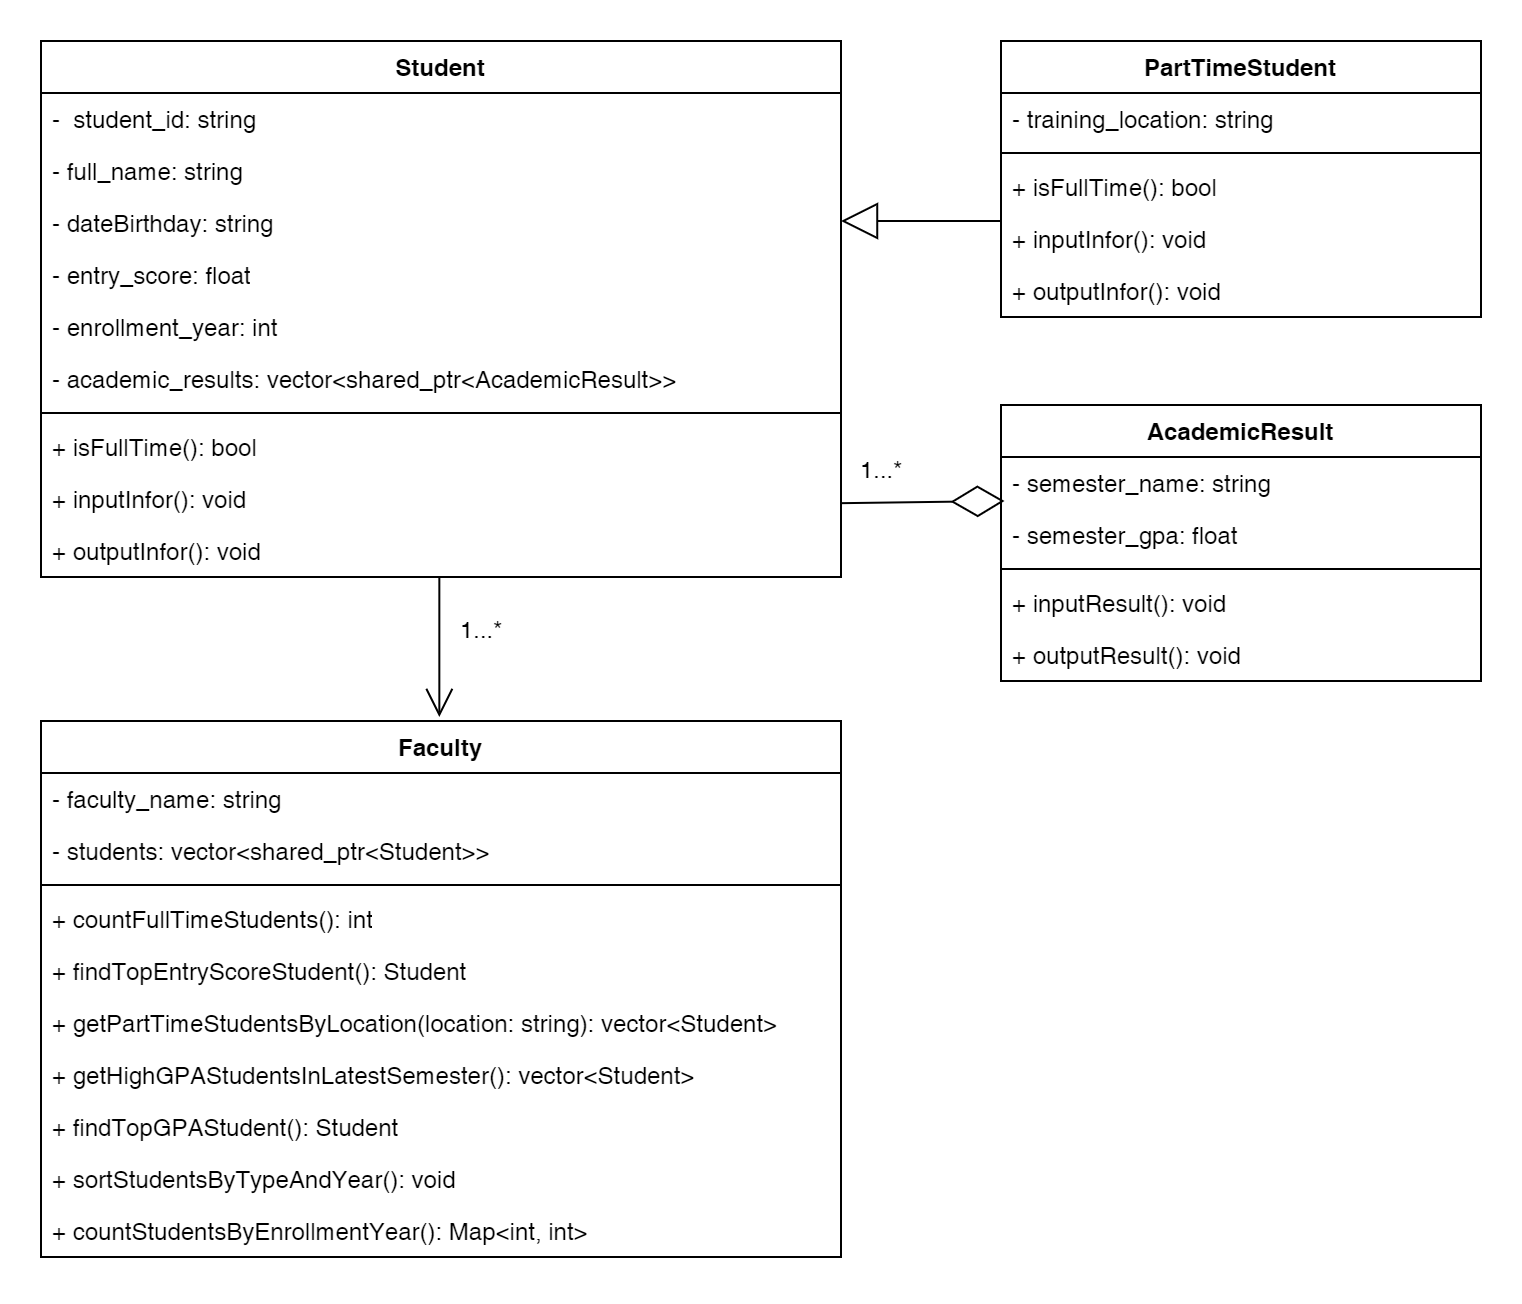 Student
- student_id: string
- full_name: string
- dateBirthday: string
- entry_score: float
- enrollment_year: int
- academic_results: vector<shared_ptr<AcademicResult>>
+ isFullTime(): bool
+ inputInfor(): void
+ outputInfor(): void
PartTimeStudent
- training_location: string
+ isFullTime(): bool
+ inputInfor(): void
+ outputInfor(): void
1...*
AcademicResult
- semester_name: string
- semester_gpa: float
+ inputResult(): void
+ outputResult(): void
1...*
Faculty
- faculty_name: string
- students: vector<shared_ptr<Student>>
+ countFullTimeStudents(): int
+ findTopEntryScoreStudent(): Student
+ getPartTimeStudentsByLocation(location: string): vector<Student>
+ getHighGPAStudentsInLatestSemester(): vector<Student>
+ findTopGPAStudent(): Student
+ sortStudentsByTypeAndYear(): void
+ countStudentsByEnrollmentYear(): Map<int, int>